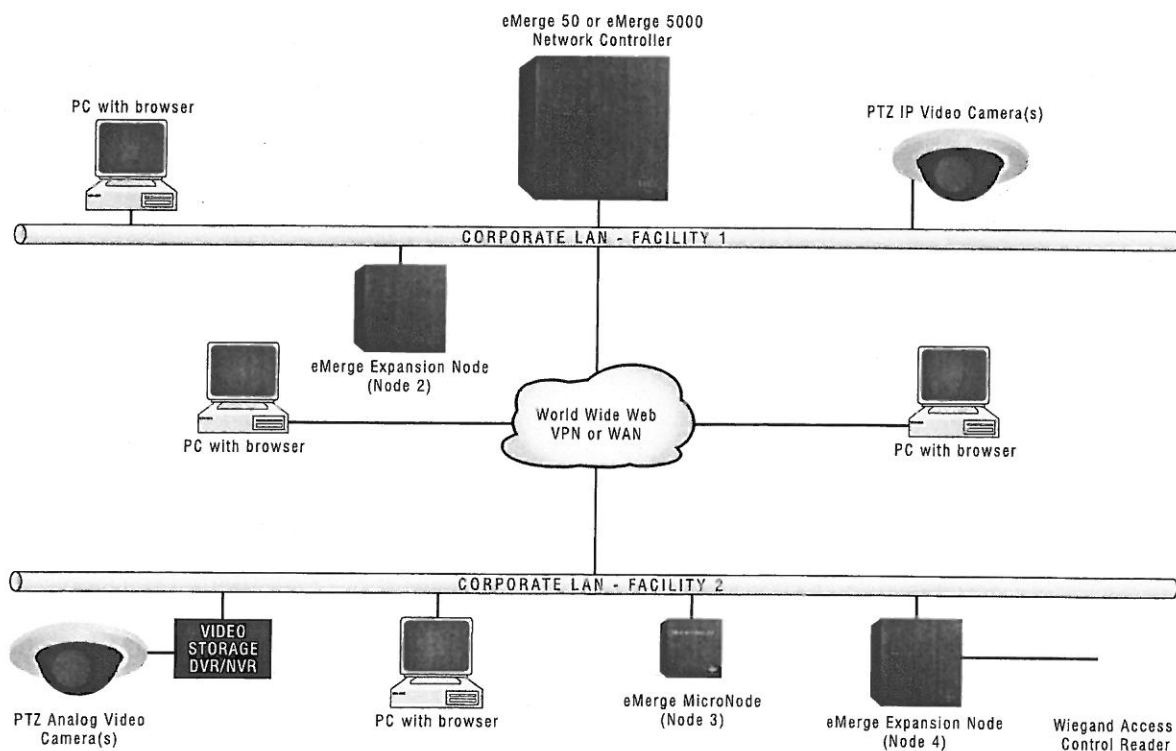 eMerge 50 or eMerge 5000
Network Controller
PC with browser
PTZ IP Video Camera(s)
CORPORATE LAN - FACILITY 1
eMerge Expansion Node
(Node 2)
World Wide Web
VPN or WAN
PC with browser
PC with browser
CORPORATE LAN - FACILITY 2
VIDEO
STORAGE
DVR/NVR
PTZ Analog Video
Camera(s)
PC with browser
eMerge MicroNode
(Node 3)
eMerge Expansion Node
(Node 4)
Wiegand Access
Control Reader